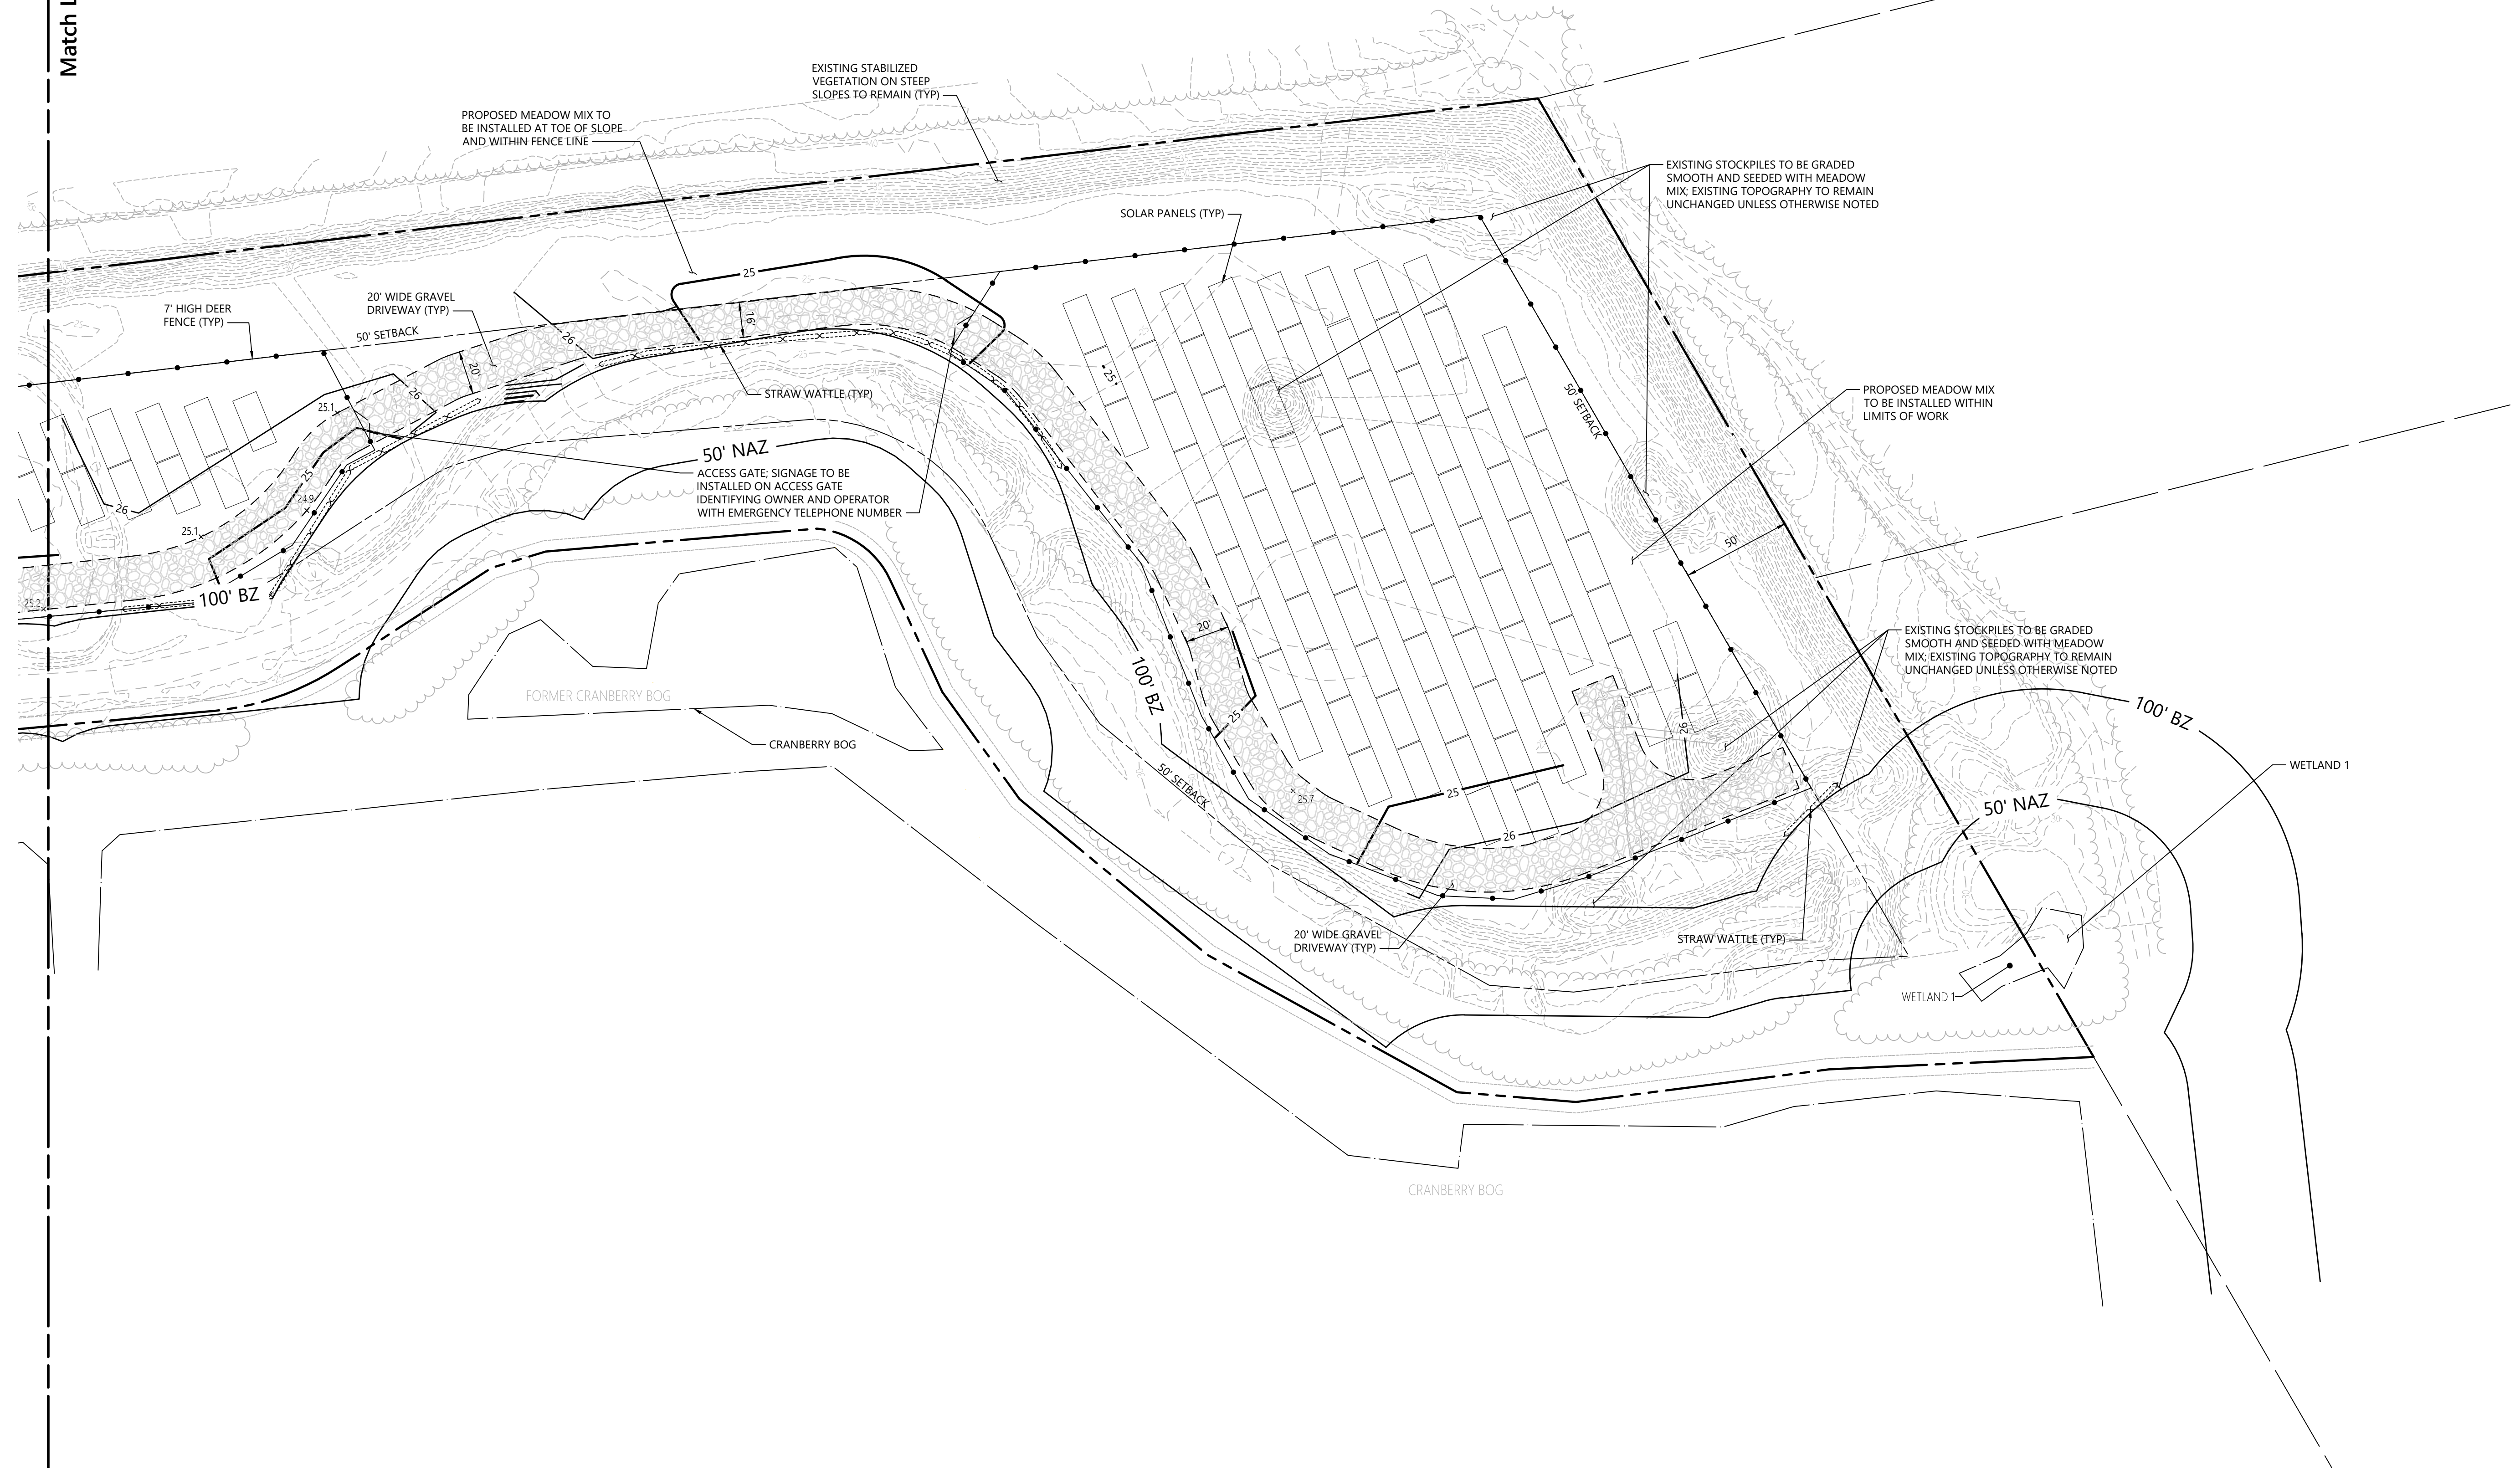 Match L
EXISTING STABILIZED
VEGETATION ON STEEP
SLOPES TO REMAIN (TYP)
PROPOSED MEADOW MIX TO
BE INSTALLED AT TOE OF SLOPE
AND WITHIN FENCE LINE
EXISTING STOCKPILES TO BE GRADED
SMOOTH AND SEEDED WITH MEADOW
MIX; EXISTING TOPOGRAPHY TO REMAIN
UNCHANGED UNLESS OTHERWISE NOTED
SOLAR PANELS (TYP)
25
20' WIDE GRAVEL
DRIVEWAY (TYP)
7' HIGH DEER
FENCE (TYP)
50' SETBACK
26
16'
20'
25
STRAW WATTLE (TYP)
26
25.1
50' SETBACK
PROPOSED MEADOW MIX
TO BE INSTALLED WITHIN
LIMITS OF WORK
50' NAZ
ACCESS GATE; SIGNAGE TO BE
INSTALLED ON ACCESS GATE
IDENTIFYING OWNER AND OPERATOR
WITH EMERGENCY TELEPHONE NUMBER
25
24.9
26
25.1
50'
100' BZ
25.2
20'
EXISTING STOCKPILES TO BE GRADED
SMOOTH AND SEEDED WITH MEADOW
MIX; EXISTING TOPOGRAPHY TO REMAIN
UNCHANGED UNLESS OTHERWISE NOTED
100' BZ
FORMER CRANBERRY BOG
25
26
100' BZ
CRANBERRY BOG
50' SETBACK
WETLAND 1
25
25.7
50' NAZ
26
20' WIDE GRAVEL
DRIVEWAY (TYP)
STRAW WATTLE (TYP)
WETLAND 1
CRANBERRY BOG